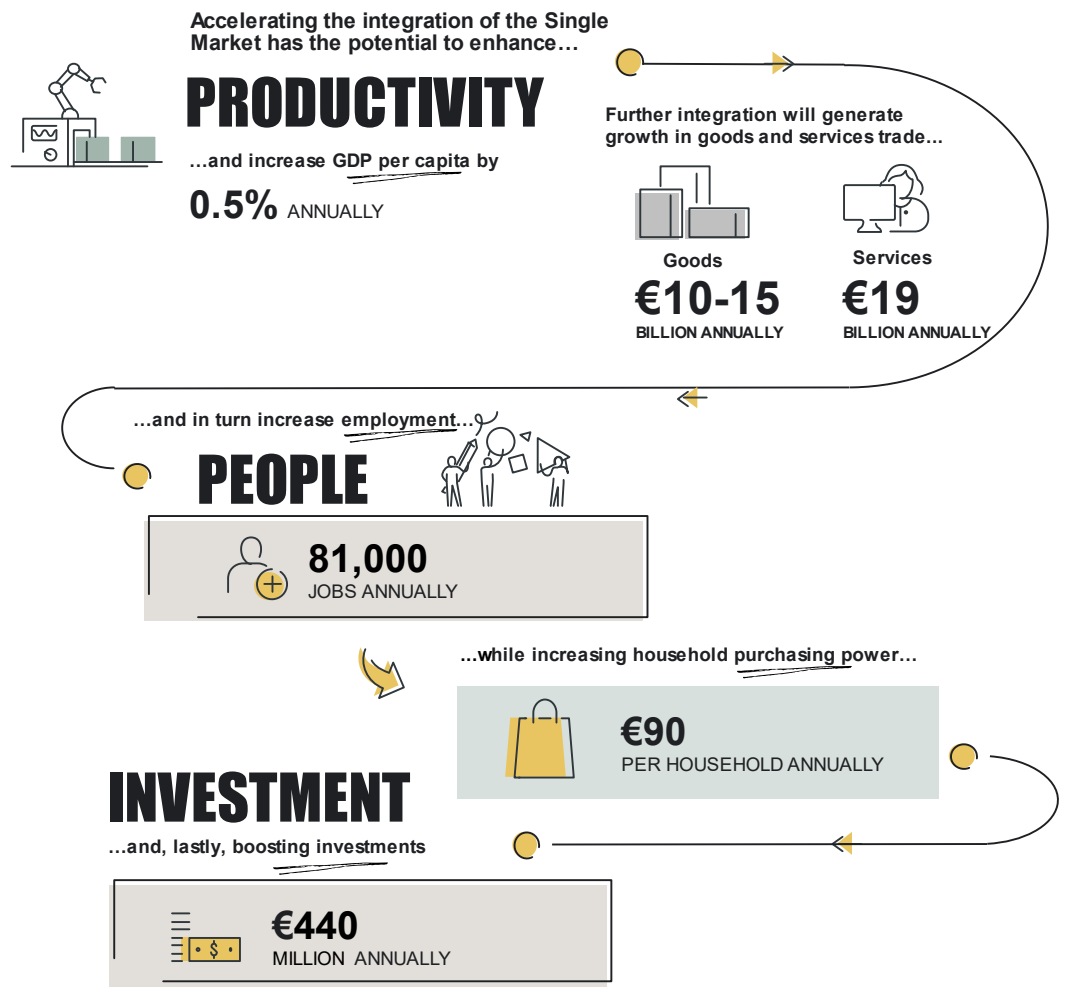 Accelerating the integration of the Single
Market has the potential to enhance…
PRODUCTIVITY
…and increase GDP per capita by
0.5% ANNUALLY
Further integration will generate
growth in goods and services trade…
Goods
€10-15
BILLION ANNUALLY
Services
€19
BILLION ANNUALLY
…and in turn increase employment…
PEOPLE
81,000
JOBS ANNUALLY
…while increasing household purchasing power…
€90
PER HOUSEHOLD ANNUALLY
INVESTMENT
…and, lastly, boosting investments
$
€440
MILLION ANNUALLY